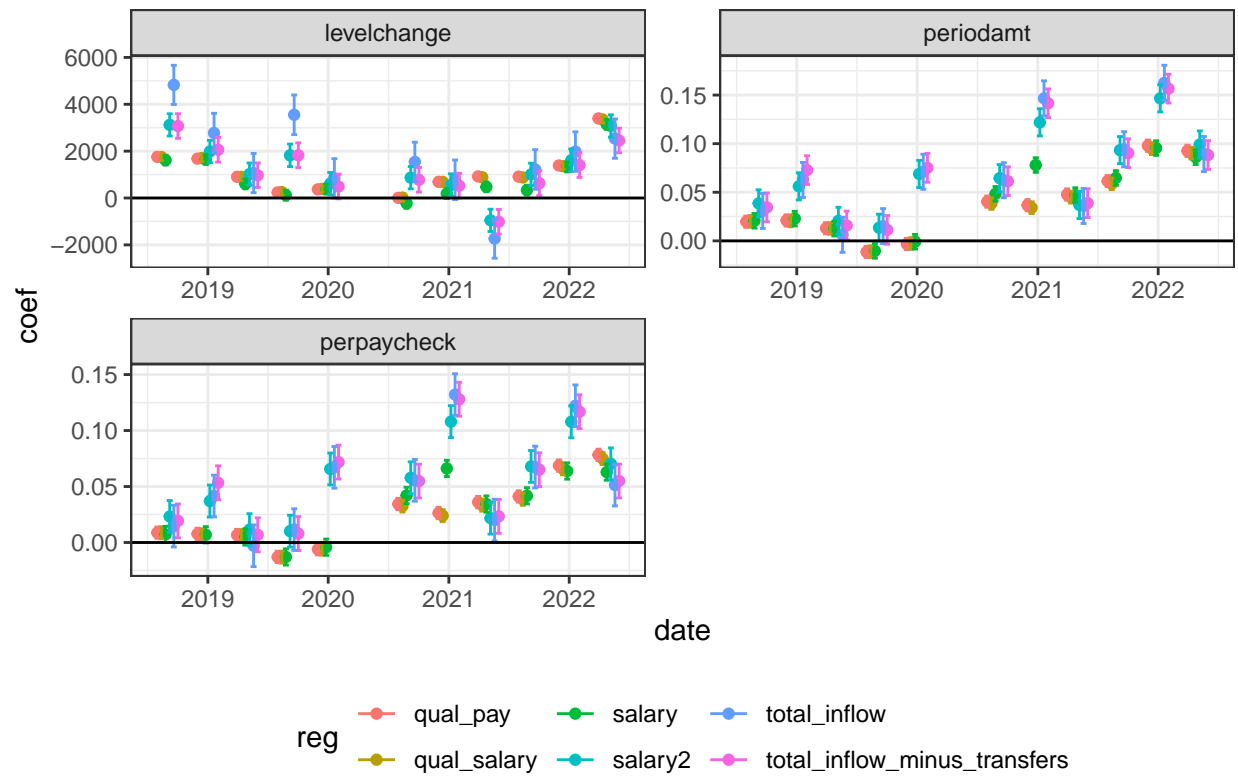 levelchange
periodamt
6000
4000
2000
0
−2000
0.15
0.10
0.05
0.00
2019 2020 2021 2022
2019 2020 2021 2022
coef
perpaycheck
0.15
0.10
0.05
0.00
2019 2020 2021 2022
date
reg
qual_pay salary total_inflow
qual_salary salary2 total_inflow_minus_transfers